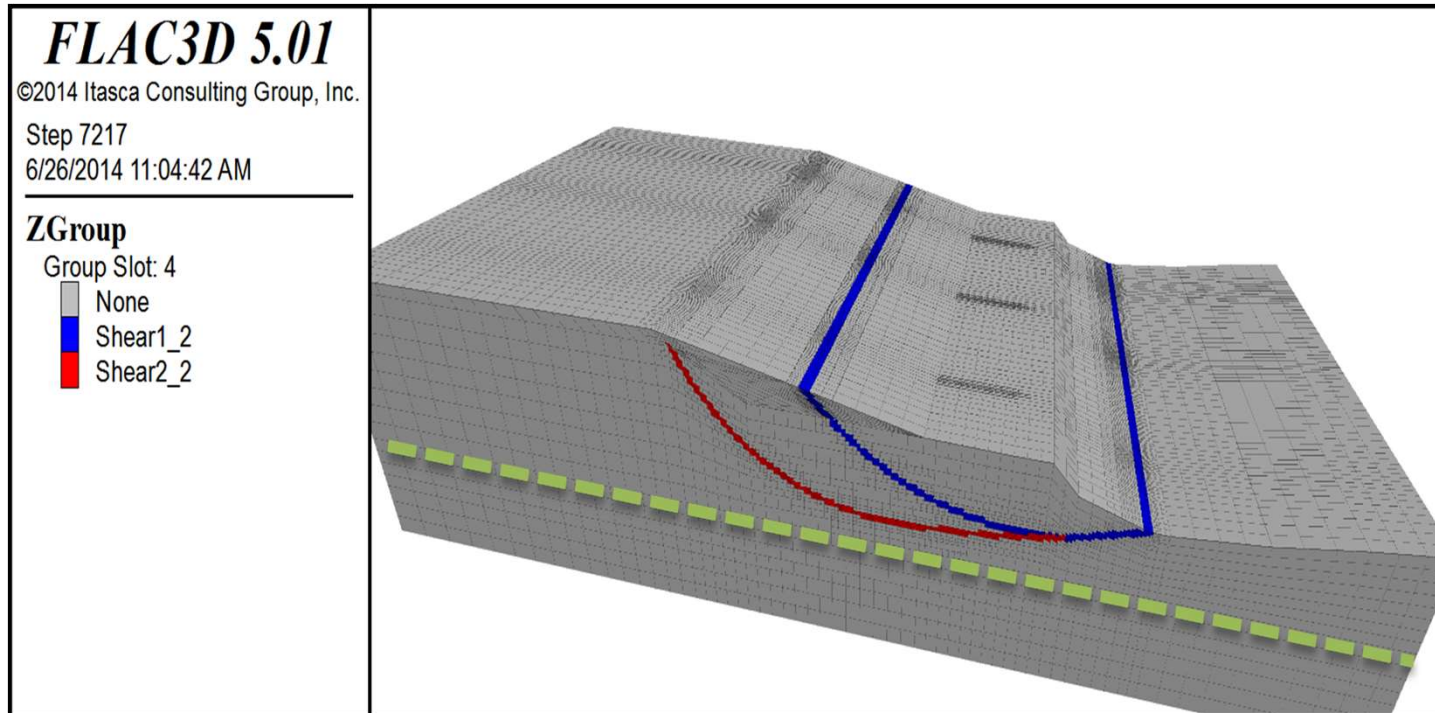 FLAC3D 5.01
©2014 Itasca Consulting Group, Inc.
Step 7217
6/26/2014 11:04:42 AM
ZGroup
Group Slot: 4
None
Shear1_2
Shear2_2